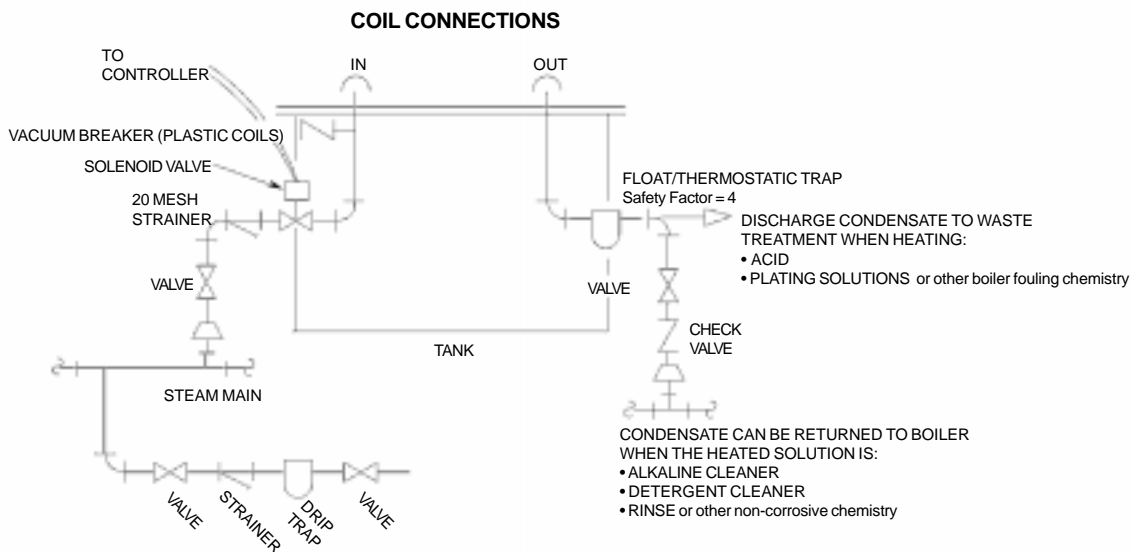 COIL CONNECTIONS
TO
CONTROLLER
IN
OUT
VACUUM BREAKER (PLASTIC COILS)
SOLENOID VALVE
20 MESH
STRAINER
FLOAT/THERMOSTATIC TRAP
Safety Factor = 4
DISCHARGE CONDENSATE TO WASTE
TREATMENT WHEN HEATING:
• ACID
• PLATING SOLUTIONS or other boiler fouling chemistry
VALVE
VALVE
CHECK
VALVE
TANK
STEAM MAIN
CONDENSATE CAN BE RETURNED TO BOILER
WHEN THE HEATED SOLUTION IS:
• ALKALINE CLEANER
• DETERGENT CLEANER
• RINSE or other non-corrosive chemistry
VALVE
STRAINER
DRIP
TRAP
VALVE